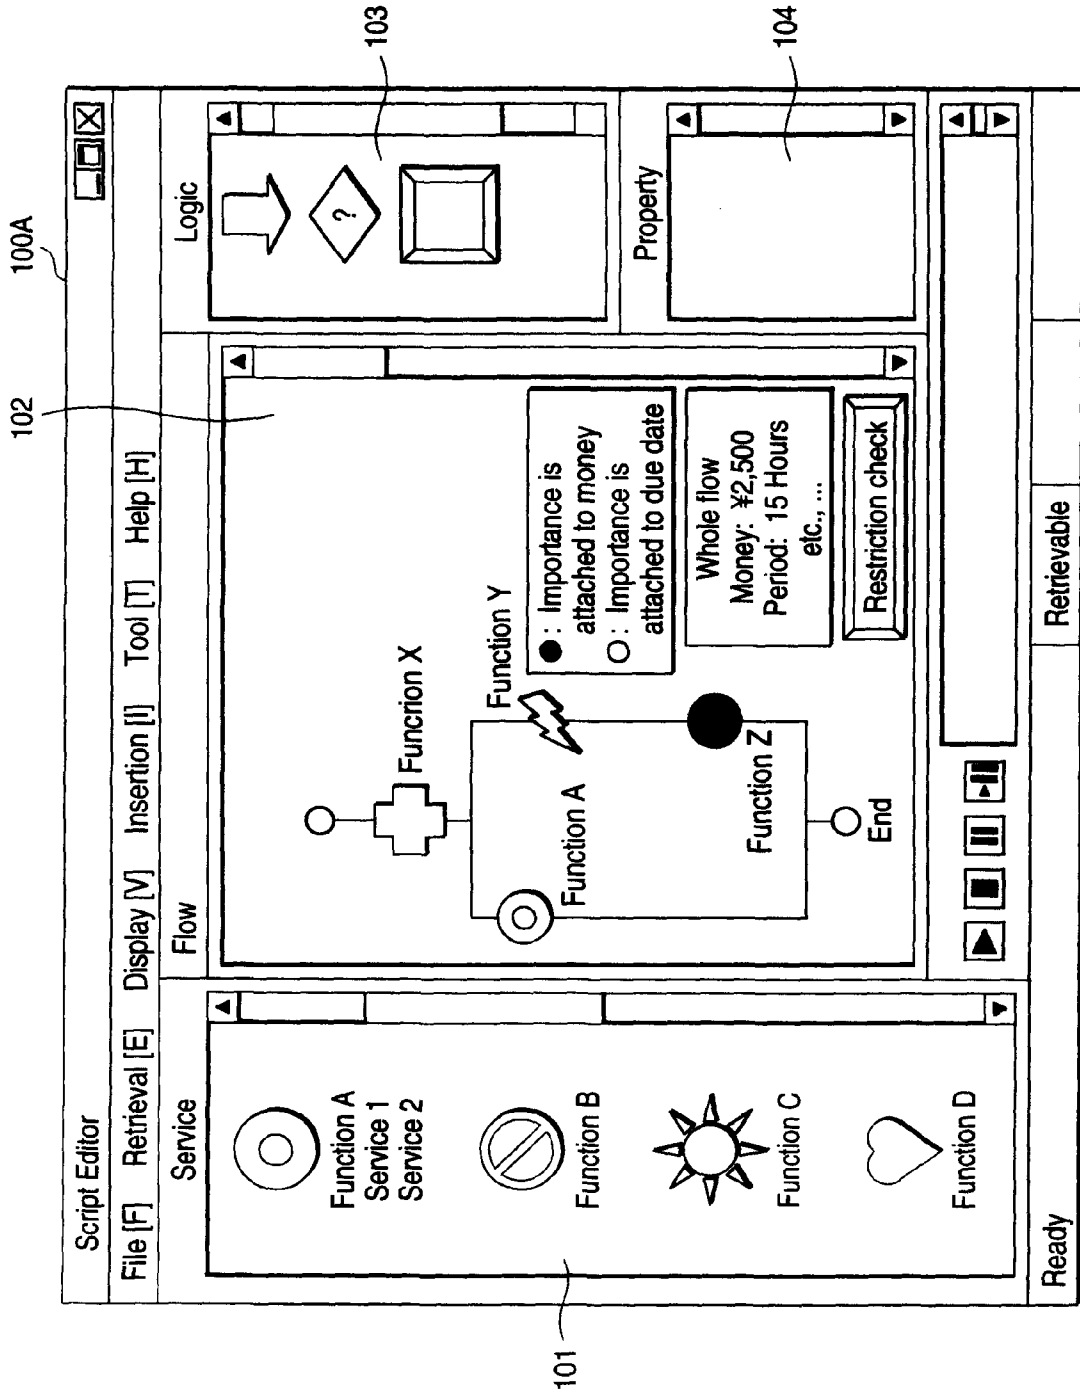 100A
102
103
104
101
Script Editor
File [F] Retrieval [E] Display [V] Insertion [I] Tool [T] Help [H]
Service
Function A
Service 1
Service 2
Function B
Function C
Function D
Flow
Funcrion X
Function Y
Function A
Function Z
End
: Importance is
attached to money
: Importance is
attached to due date
Whole flow
Money: ¥2,500
Period: 15 Hours
etc., ...
Restriction check
Logic
?
Property
Ready
Retrievable